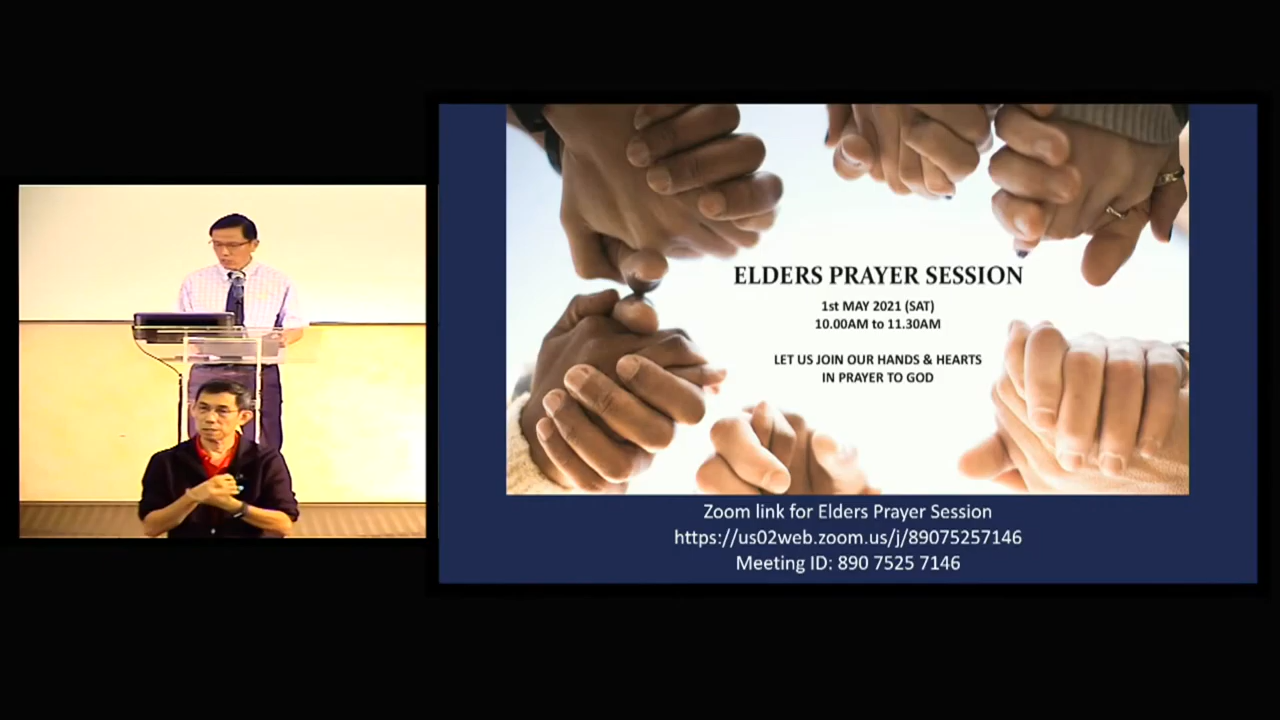 ELDERS PRAYER SESSION
1st MAY 2021 (SAT)
10.00AM to 11.30AM
LET US JOIN OUR HANDS & HEARTS
IN PRAYER TO GOD
Zoom link for Elders Prayer Session
https://us02web.zoom.us/j/89075257146
Meeting ID: 890 7525 7146